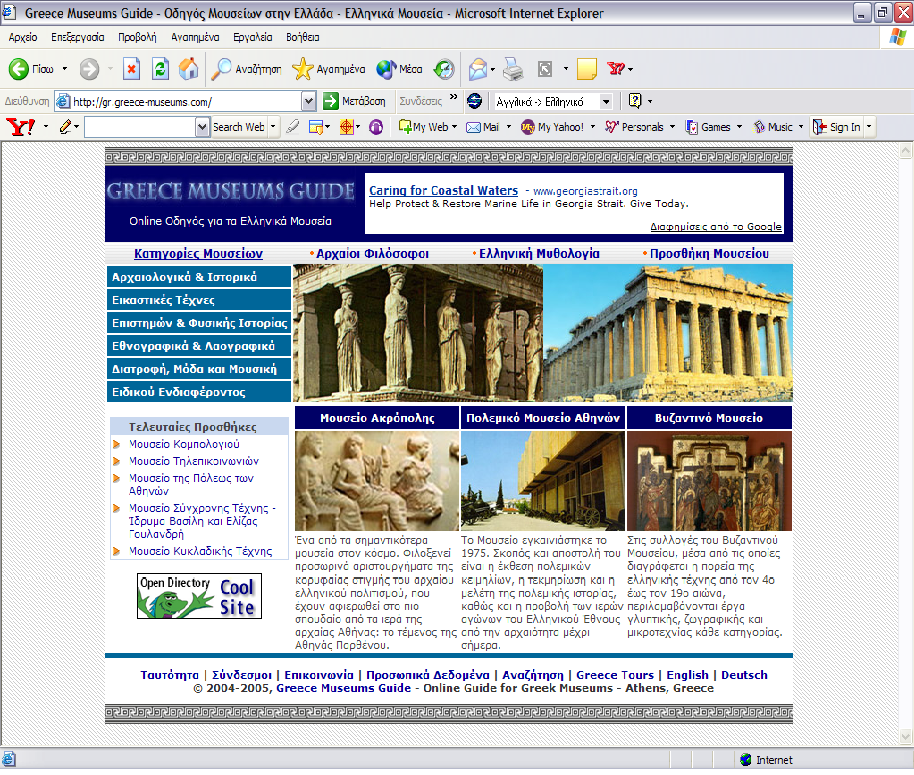 Greece Museums Guide - Οδηγός Μουσείων στην Ελλάδα - Ελληνικά Μουσεία - Microsoft Internet Explorer
Αρχείο Επεξεργασία Προβολή Αγαπημένα Εργαλεία Βοήθεια
Πίσω Αναζήτηση Αγαπημένα Μέσα
Διεύθυνση http://gr.greece-museums.com/ Μετάβαση Συνδέσεις » Αγγλικά -> Ελληνικά
Y! Search Web My Web Mail My Yahoo! Personals Games Music Sign In
GREECE MUSEUMS GUIDE
Online Οδηγός για τα Ελληνικά Μουσεία
Caring for Coastal Waters - www.georgiastrait.org
Help Protect & Restore Marine Life in Georgia Strait. Give Today.
Διαφημίσεις από το Google
Κατηγορίες Μουσείων Αρχαίοι Φιλόσοφοι Ελληνική Μυθολογία Προσθήκη Μουσείου
Αρχαιολογικά & Ιστορικά
Εικαστικές Τέχνες
Επιστημών & Φυσικής Ιστορίας
Εθνογραφικά & Λαογραφικά
Διατροφή, Μόδα και Μουσική
Ειδικού Ενδιαφέροντος
Τελευταίες Προσθήκες
Μουσείο Κομπολογιού
Μουσείο Τηλεπικοινωνιών
Μουσείο της Πόλεως των
Αθηνών
Μουσείο Σύγχρονης Τέχνης -
Ίδρυμα Βασίλη και Ελίζας
Γουλανδρή
Μουσείο Κυκλαδικής Τέχνης
Open Directory Cool
Site
Μουσείο Ακρόπολης
Ένα από τα σημαντικότερα
μουσεία στον κόσμο. Φιλοξενεί
προσωρινά αριστουργήματα της
κορυφαίας στιγμής του αρχαίου
ελληνικού πολιτισμού, που
έχουν αφιερωθεί στο πιο
σπουδαίο από τα ιερά της
αρχαίας Αθήνας: το τέμενος της
Αθηνάς Παρθένου.
Πολεμικό Μουσείο Αθηνών
Το Μουσείο εγκαινιάστηκε το
1975. Σκοπός και αποστολή του
είναι η έκθεση πολεμικών
κειμηλίων, η τεκμηρίωση και η
μελέτη της πολεμικής ιστορίας,
καθώς και η προβολή των ιερών
αγώνων του Ελληνικού Έθνους
από την αρχαιότητα μέχρι
σήμερα.
Βυζαντινό Μουσείο
Στις συλλογές του Βυζαντινού
Μουσείου, μέσα από τις οποίες
διαγράφεται η πορεία της
ελληνικής τέχνης από τον 4ο
έως τον 19ο αιώνα,
περιλαμβάνονται έργα
γλυπτικής, ζωγραφικής και
μικροτεχνίας κάθε κατηγορίας.
Ταυτότητα | Σύνδεσμοι | Επικοινωνία | Προσωπικά Δεδομένα | Αναζήτηση | Greece Tours | English | Deutsch
© 2004-2005, Greece Museums Guide - Online Guide for Greek Museums - Athens, Greece
Internet